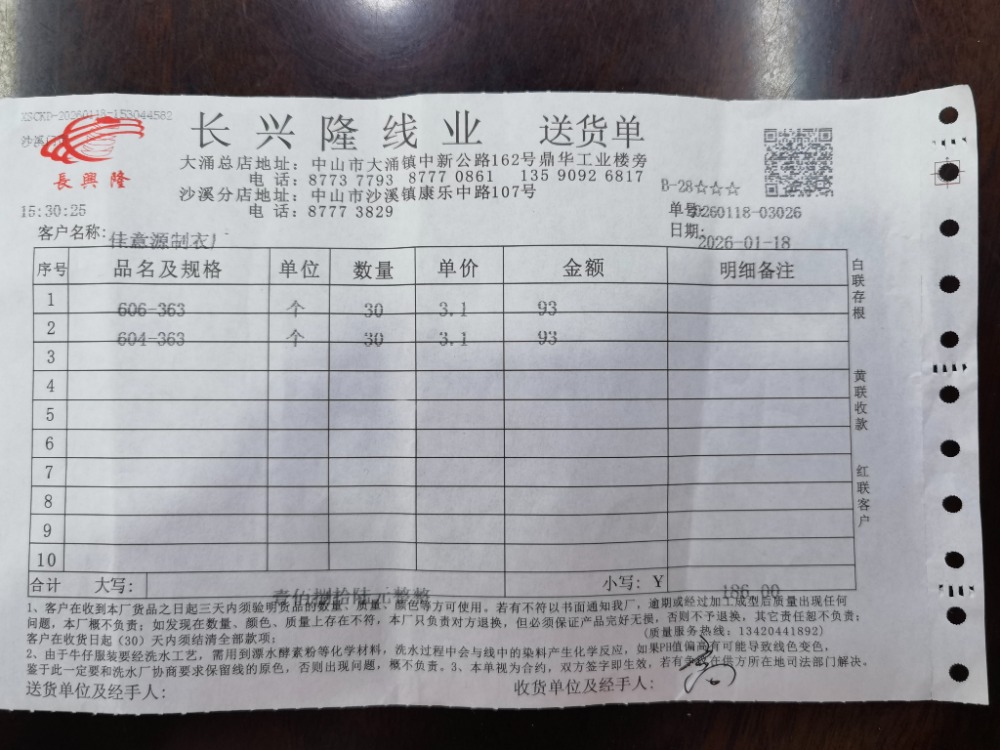 XSCKD-20260118-153044582
沙溪
長興隆
长兴隆线业 送货单
大涌总店地址：中山市大涌镇中新公路162号鼎华工业楼旁
电话：8773 7793 8777 0861 135 9092 6817
沙溪分店地址：中山市沙溪镇康乐中路107号
电话：8777 3829
B-28☆☆☆
15:30:25
单号 20260118-03026
客户名称：佳意源制衣厂
日期：2026-01-18
序号 品名及规格 单位 数量 单价 金额 明细备注
1 606-363 个 30 3.1 93
2 604-363 个 30 3.1 93
3
4
5
6
7
8
9
10
合计 大写：壹佰捌拾陆元整整 小写：¥ 186.00
白联存根
黄联收款
红联客户
1、客户在收到本厂货品之日起三天内须验明货品的数量、质量、颜色等方可使用。若有不符以书面通知我厂，逾期或经过加工成型后质量出现任何
问题，本厂概不负责；如发现在数量、颜色、质量上存在不符，本厂只负责对方退换，但必须保证产品完好无损，否则不予退换，其它责任恕不负责；
客户在收货日起（30）天内须结清全部款项；
(质量服务热线：13420441892)
2、由于牛仔服装要经洗水工艺，需用到漂水酵素粉等化学材料，洗水过程中会与线中的染料产生化学反应，如果PH值偏高有可能导致线色变色，
鉴于此一定要和洗水厂协商要求保留线的原色，否则出现问题，概不负责。3、本单视为合约，双方签字即生效，若有争议在供方所在地司法部门解决。
送货单位及经手人：
收货单位及经手人：